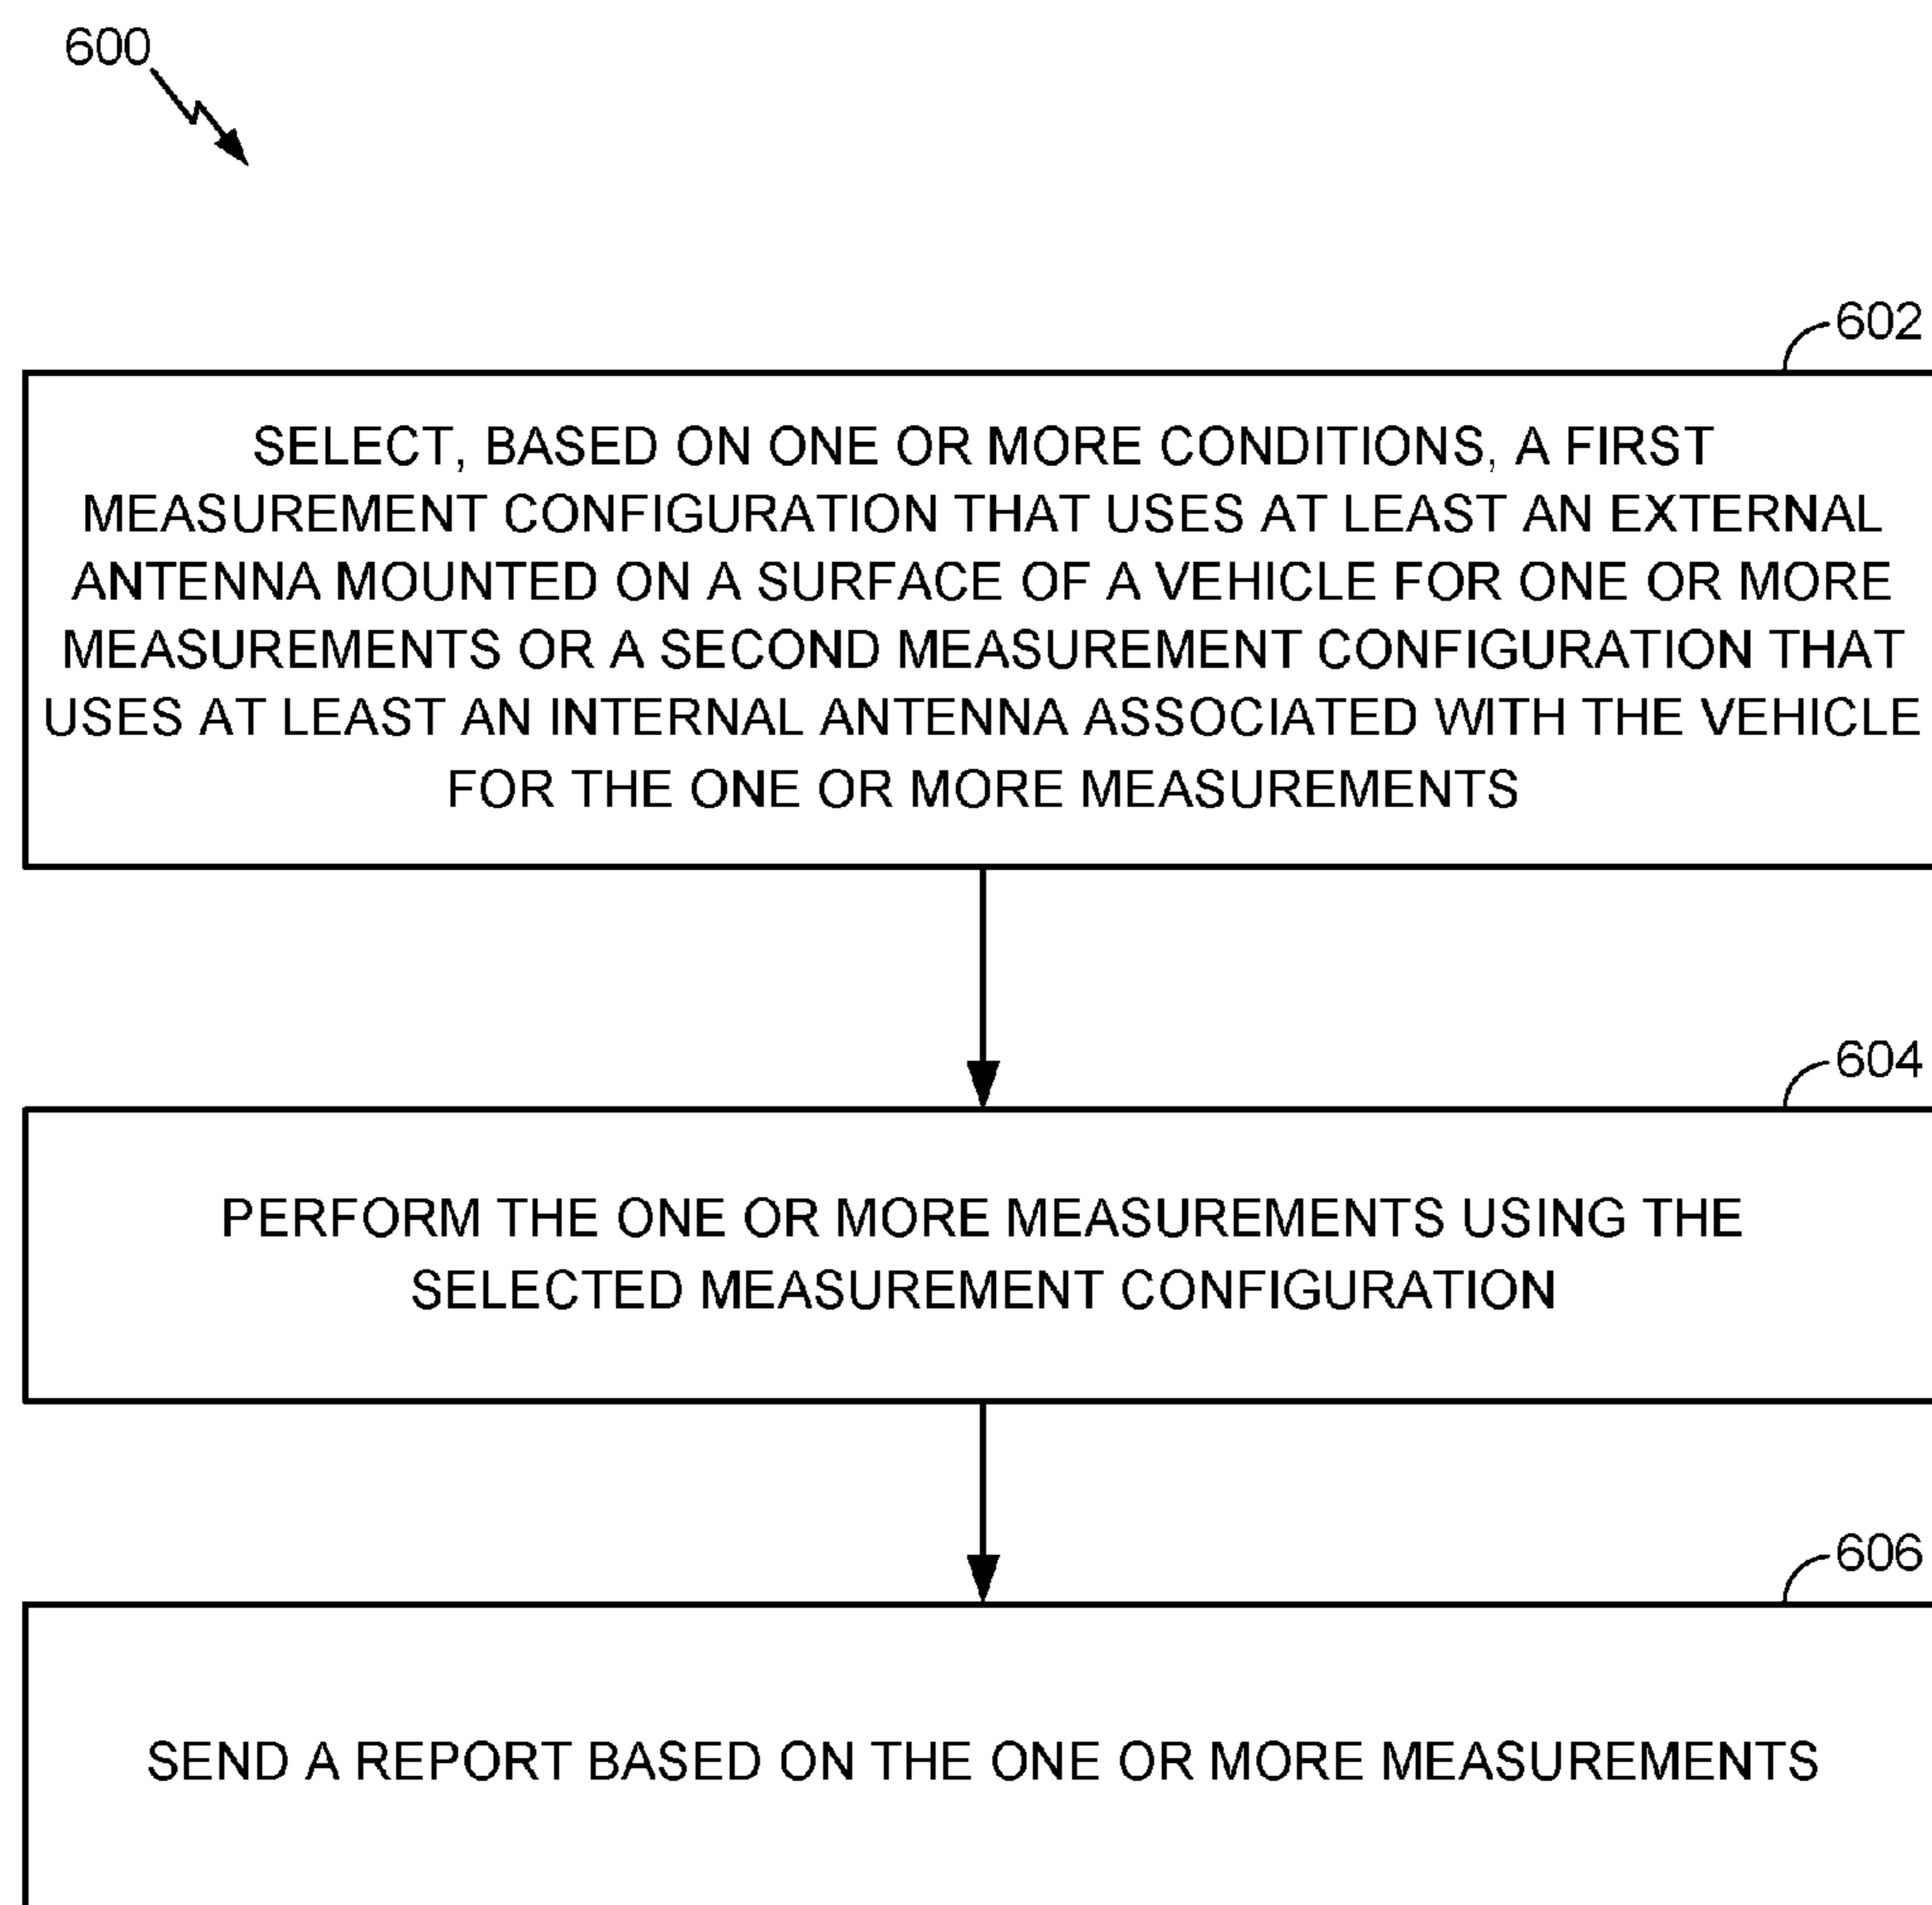 600
602
SELECT, BASED ON ONE OR MORE CONDITIONS, A FIRST
MEASUREMENT CONFIGURATION THAT USES AT LEAST AN EXTERNAL
ANTENNA MOUNTED ON A SURFACE OF A VEHICLE FOR ONE OR MORE
MEASUREMENTS OR A SECOND MEASUREMENT CONFIGURATION THAT
USES AT LEAST AN INTERNAL ANTENNA ASSOCIATED WITH THE VEHICLE
FOR THE ONE OR MORE MEASUREMENTS
604
PERFORM THE ONE OR MORE MEASUREMENTS USING THE
SELECTED MEASUREMENT CONFIGURATION
606
SEND A REPORT BASED ON THE ONE OR MORE MEASUREMENTS